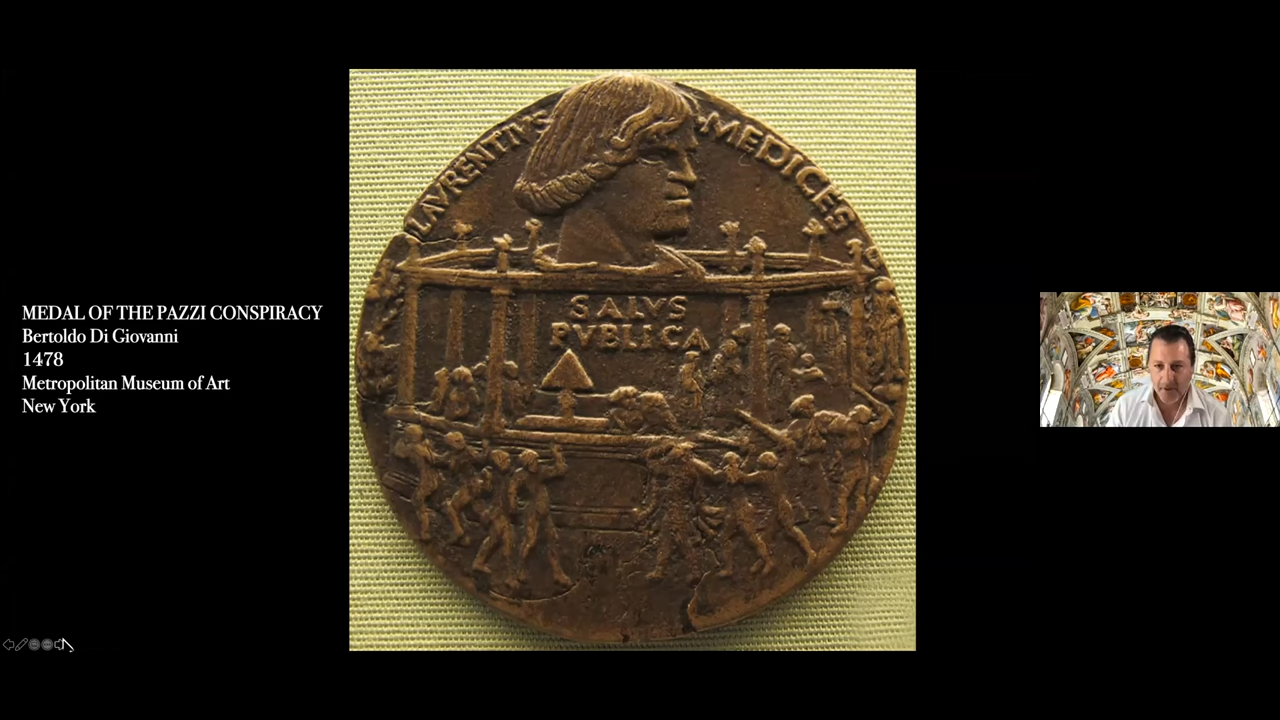 MEDAL OF THE PAZZI CONSPIRACY
Bertoldo Di Giovanni
1478
Metropolitan Museum of Art
New York
LAVRENTIVS MEDICES
SALVS
PVBLICA